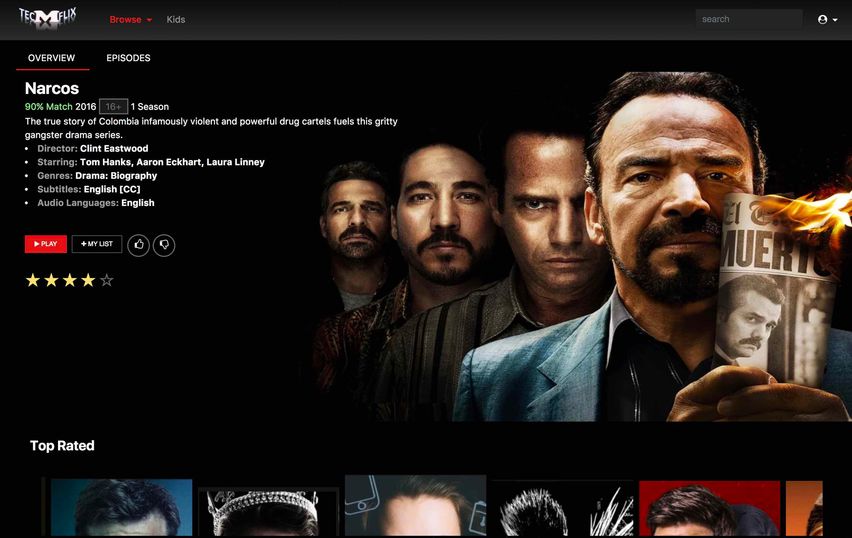 TECMFLIX
Browse
Kids
search
OVERVIEW
EPISODES
Narcos
90% Match 2016 16+ 1 Season
The true story of Colombia infamously violent and powerful drug cartels fuels this gritty
gangster drama series.
Director: Clint Eastwood
Starring: Tom Hanks, Aaron Eckhart, Laura Linney
Genres: Drama: Biography
Subtitles: English [CC]
Audio Languages: English
PLAY
+ MY LIST
El
MUERTO
Top Rated